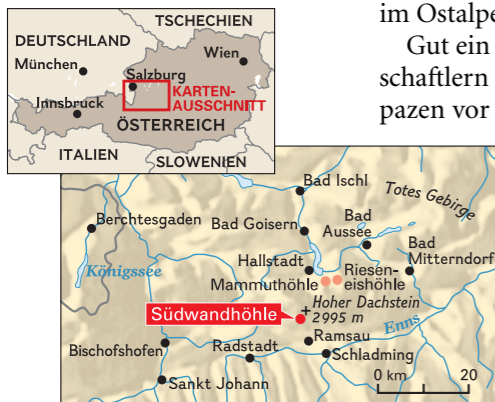 im Ostalpe
Gut ein
schaftlern
pazen vor
TSCHECHIEN
DEUTSCHLAND
München
Wien
Salzburg
KARTEN-
AUSSCHNITT
Innsbruck
ÖSTERREICH
ITALIEN
SLOWENIEN
Bad Ischl
Totes Gebirge
Berchtesgaden
Bad Goisern
Bad
Aussee
Bad
Mitterndorf
Königssee
Hallstadt
Mammuthöhle
Riesen-
eishöhle
Hoher Dachstein
2995 m
Südwandhöhle
Enns
Bischofshofen
Radstadt
Ramsau
Schladming
Sankt Johann
0 km 20